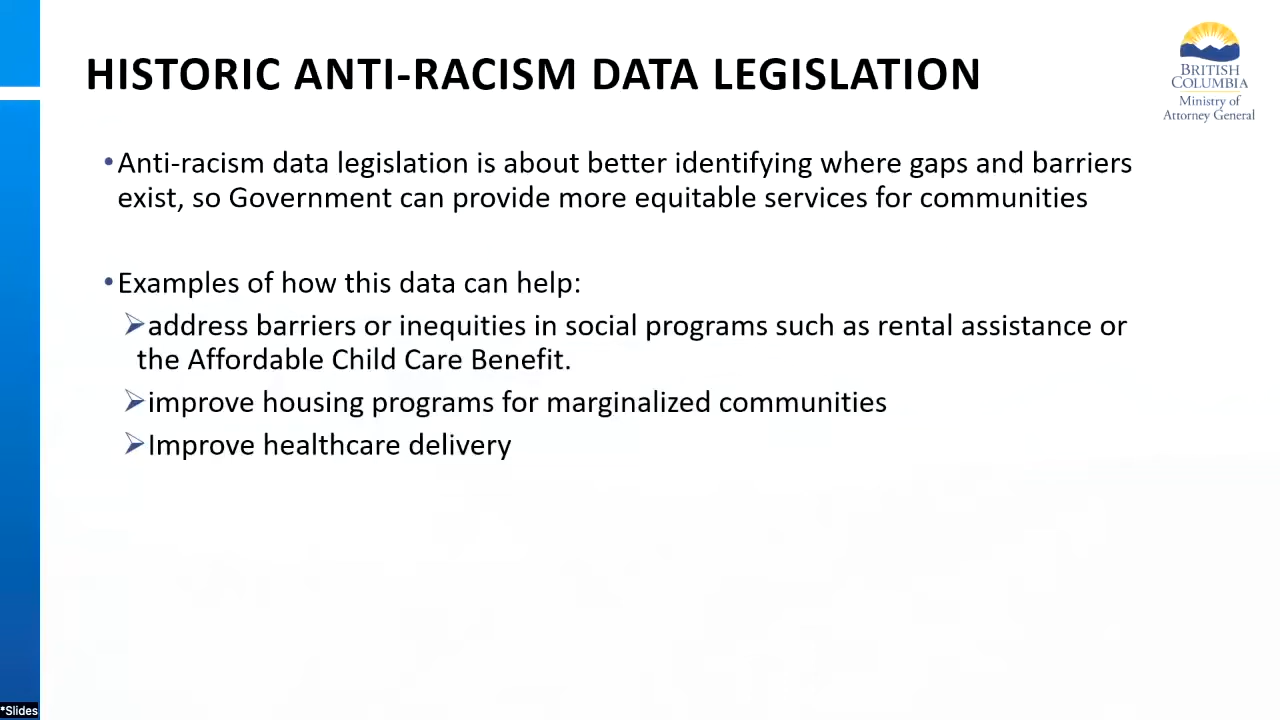 HISTORIC ANTI-RACISM DATA LEGISLATION
BRITISH
COLUMBIA
Ministry of
Attorney General
•Anti-racism data legislation is about better identifying where gaps and barriers
exist, so Government can provide more equitable services for communities
•Examples of how this data can help:
➢address barriers or inequities in social programs such as rental assistance or
the Affordable Child Care Benefit.
➢improve housing programs for marginalized communities
➢Improve healthcare delivery
*Slides